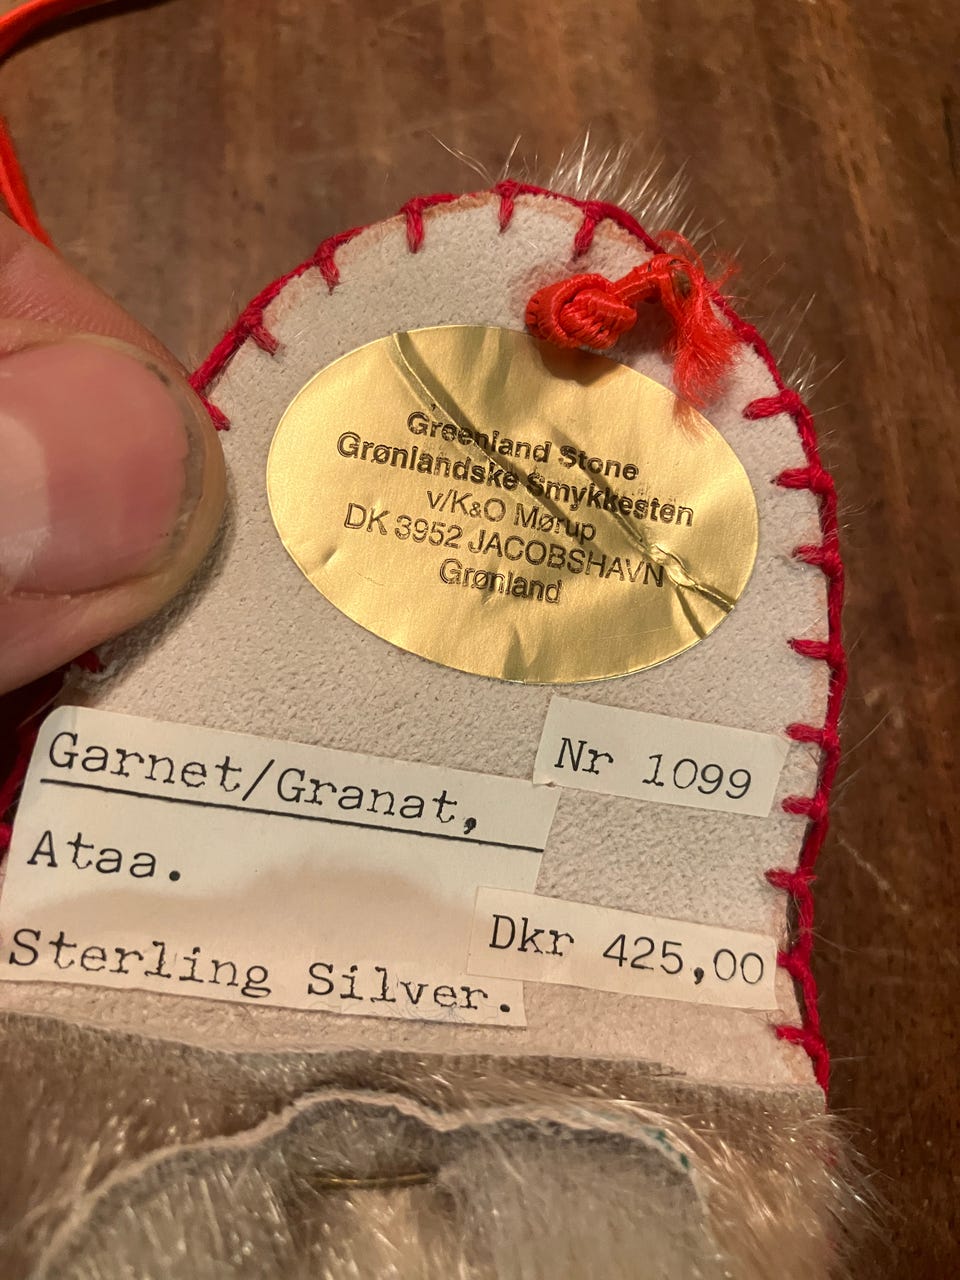 Greenland Stone
Grønlandske Smykkesten
v/K&O Mørup
DK 3952 JACOBSHAVN
Grønland
Nr 1099
Garnet/Granat,
Ataa.
Dkr 425,00
Sterling Silver.